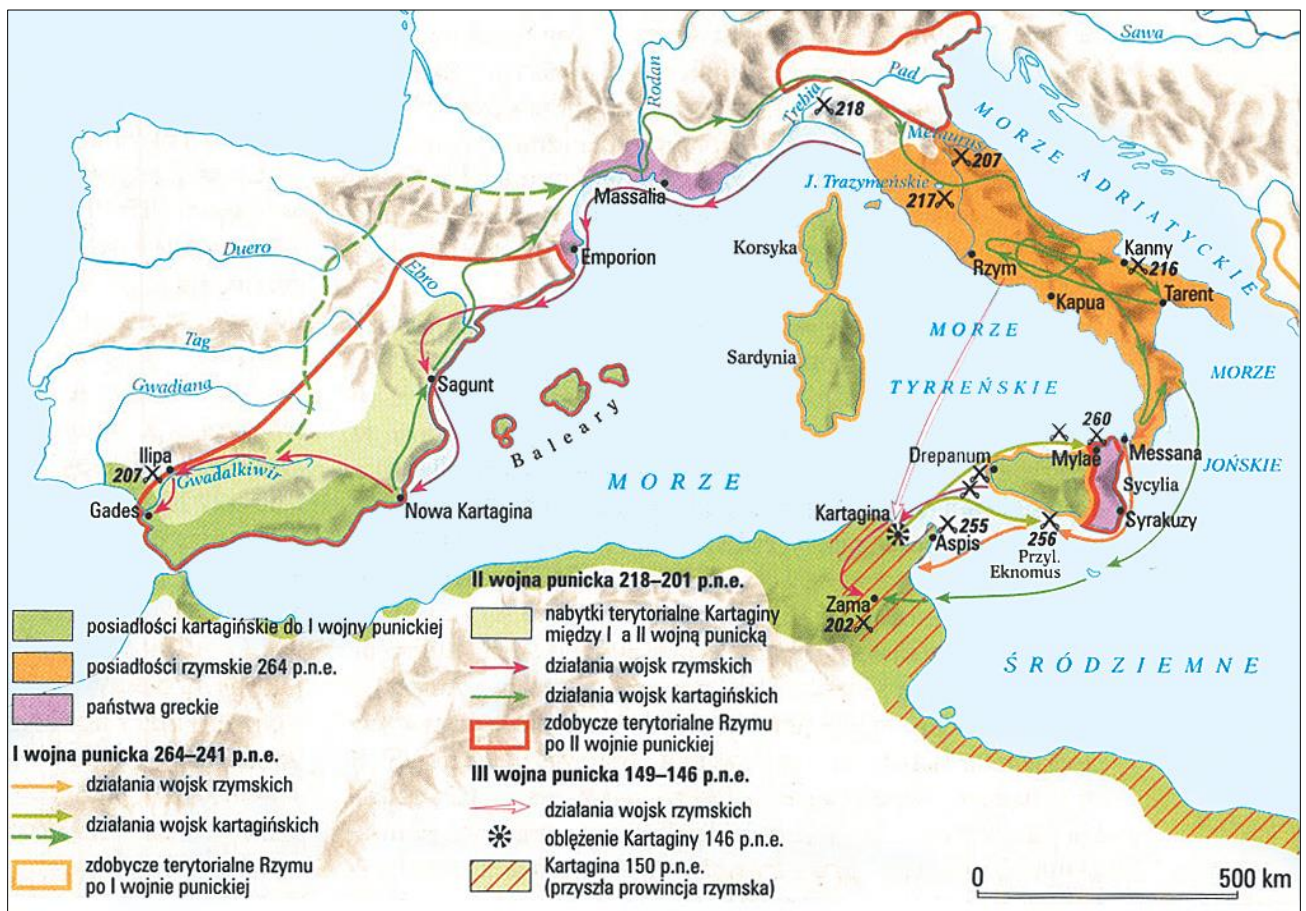 Sawa
Rodan
Pad
Trebia
218
MORZE ADRIATYCKIE
Metaurus
207
Massalia
J. Trazymeńskie
217
Korsyka
Duero
Emporion
Ebro
Rzym
Kanny
216
Kapua
Tarent
Tag
Sardynia
MORZE
TYRREŃSKIE
Gwadiana
Sagunt
MORZE
JOŃSKIE
Baleary
260
Ilipa
207
Gwadalkiwir
Drepanum
Mylae
Messana
Gades
Nowa Kartagina
MORZE
Sycylia
Kartagina
Syrakuzy
255
Aspis
256
Przyl.
Eknomus
Zama
202
ŚRÓDZIEMNE
posiadłości kartagińskie do I wojny punickiej
posiadłości rzymskie 264 p.n.e.
państwa greckie
I wojna punicka 264–241 p.n.e.
działania wojsk rzymskich
działania wojsk kartagińskich
zdobycze terytorialne Rzymu
po I wojnie punickiej
II wojna punicka 218–201 p.n.e.
nabytki terytorialne Kartaginy
między I a II wojną punicką
działania wojsk rzymskich
działania wojsk kartagińskich
zdobycze terytorialne Rzymu
po II wojnie punickiej
III wojna punicka 149–146 p.n.e.
działania wojsk rzymskich
oblężenie Kartaginy 146 p.n.e.
Kartagina 150 p.n.e.
(przyszła prowincja rzymska)
0 500 km